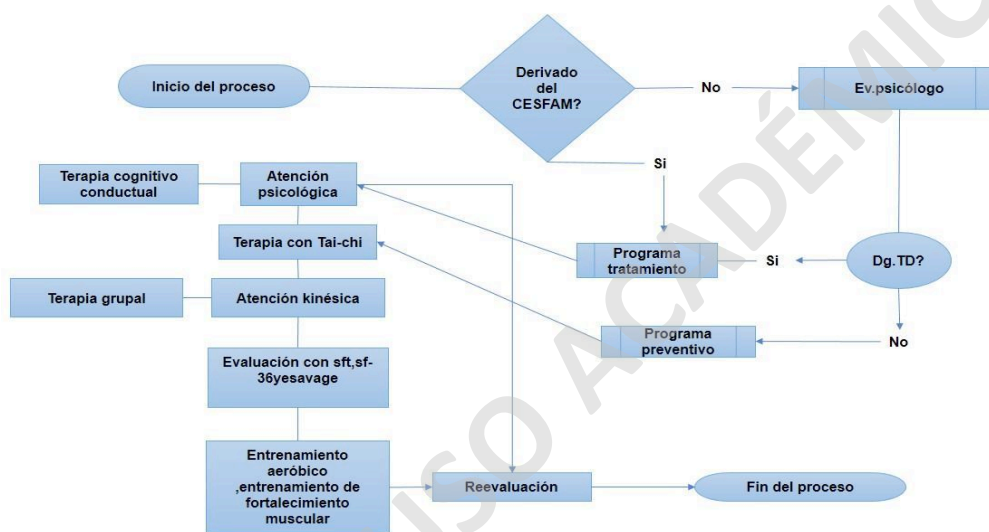 Inicio del proceso
Derivado
del
CESFAM?
No
Ev.psicólogo
Si
Terapia cognitivo
conductual
Atención
psicológica
Terapia con Tai-chi
Programa
tratamiento
Si
Dg.TD?
Terapia grupal
Atención kinésica
Programa
preventivo
No
Evaluación con sft,sf-
36yesavage
Entrenamiento
aeróbico
,entrenamiento de
fortalecimiento
muscular
Reevaluación
Fin del proceso
ISO ACADÉMIC